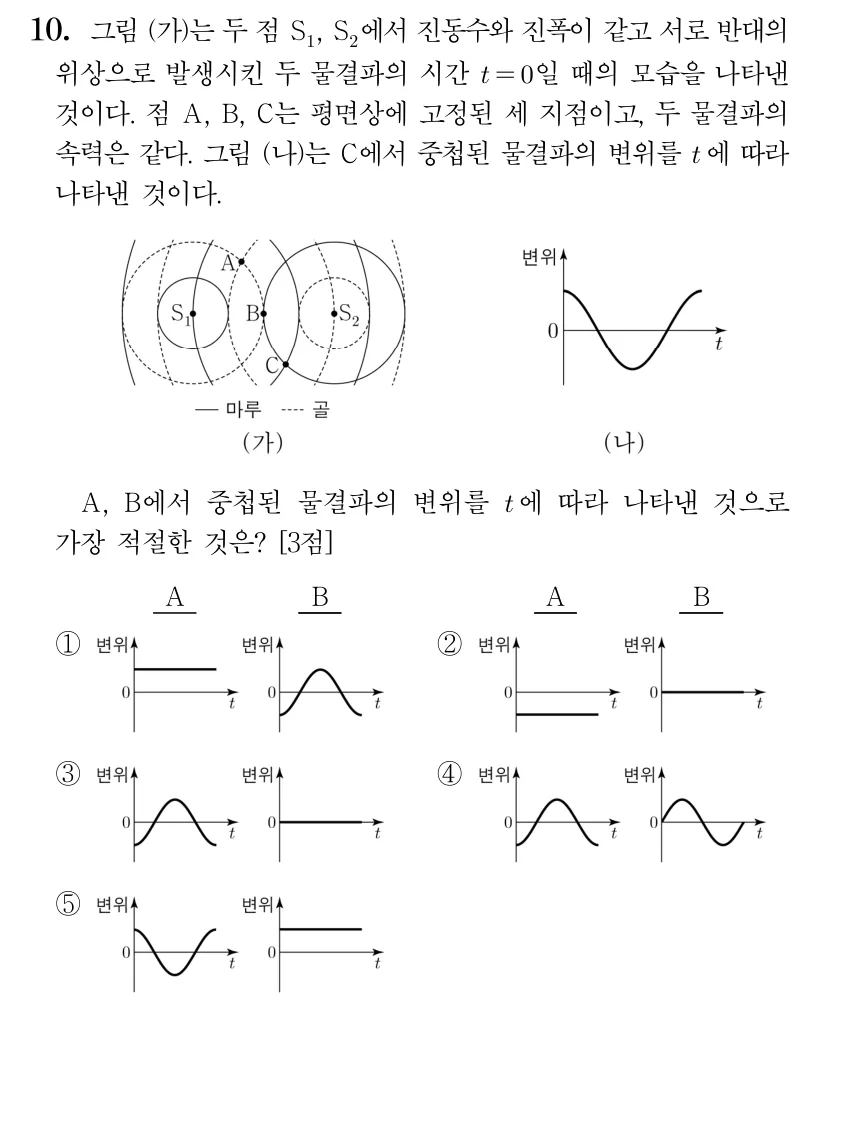 10. 그림 (가)는 두 점 S₁, S₂에서 진동수와 진폭이 같고 서로 반대의
위상으로 발생시킨 두 물결파의 시간 t=0일 때의 모습을 나타낸
것이다. 점 A, B, C는 평면상에 고정된 세 지점이고, 두 물결파의
속력은 같다. 그림 (나)는 C에서 중첩된 물결파의 변위를 t에 따라
나타낸 것이다.
A
S₁ B S₂
C
마루 골
(가)
변위
0
t
(나)
A, B에서 중첩된 물결파의 변위를 t에 따라 나타낸 것으로
가장 적절한 것은? [3점]
A B A B
① 변위 0 t 변위 0 t ② 변위 0 t 변위 0 t
③ 변위 0 t 변위 0 t ④ 변위 0 t 변위 0 t
⑤ 변위 0 t 변위 0 t